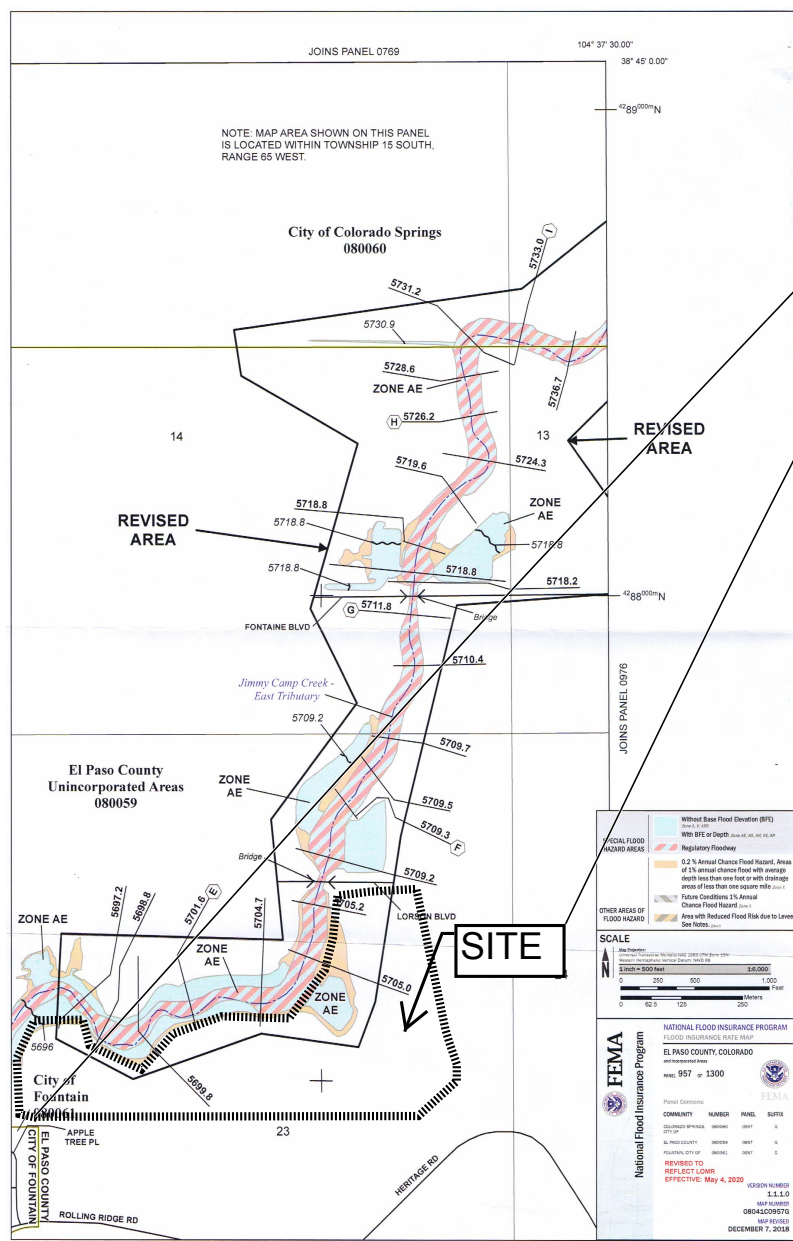 JOINS PANEL 0769
104° 37' 30.00"
38° 45' 0.00"
4289000m N
NOTE: MAP AREA SHOWN ON THIS PANEL
IS LOCATED WITHIN TOWNSHIP 15 SOUTH,
RANGE 65 WEST.
City of Colorado Springs
080060
5733.0
I
5731.2
5730.9
5728.6
ZONE AE
5736.7
H
5726.2
14
13
REVISED
AREA
5719.6
5724.3
ZONE
AE
5718.8
5718.8
REVISED
AREA
5718.8
5718.8
5718.8
5718.2
4288000m N
G
5711.8
Bridge
FONTAINE BLVD
5710.4
Jimmy Camp Creek -
East Tributary
JOINS PANEL 0976
5709.2
5709.7
El Paso County
Unincorporated Areas
080059
ZONE
AE
5709.5
5709.3
F
Bridge
5709.2
5697.2
5698.8
5701.6
E
5704.7
5705.2
LORSON BLVD
ZONE AE
ZONE
AE
SITE
5705.0
ZONE
AE
5696
5699.8
City of
Fountain
080061
APPLE
TREE PL
23
EL PASO COUNTY
CITY OF FOUNTAIN
HERITAGE RD
ROLLING RIDGE RD
SPECIAL FLOOD
HAZARD AREAS
Without Base Flood Elevation (BFE)
With BFE or Depth
Regulatory Floodway
0.2 % Annual Chance Flood Hazard, Areas
of 1% annual chance flood with average
depth less than one foot or with drainage
areas of less than one square mile
Future Conditions 1% Annual
Chance Flood Hazard
OTHER AREAS OF
FLOOD HAZARD
Area with Reduced Flood Risk due to Levee
See Notes.
SCALE
N
Map Projection:
1 inch = 500 feet
1:6,000
0 250 500 1,000
Feet
Meters
0 62.5 125 250
FEMA
National Flood Insurance Program
NATIONAL FLOOD INSURANCE PROGRAM
FLOOD INSURANCE RATE MAP
EL PASO COUNTY, COLORADO
and Incorporated Areas
PANEL 957 OF 1300
FEMA
Panel Contains:
COMMUNITY NUMBER PANEL SUFFIX
COLORADO SPRINGS, CITY OF 080060 0957 G
EL PASO COUNTY 080059 0957 G
FOUNTAIN, CITY OF 080061 0957 G
REVISED TO
REFLECT LOMR
EFFECTIVE: May 4, 2020
VERSION NUMBER
1.1.1.0
MAP NUMBER
08041C0957G
MAP REVISED
DECEMBER 7, 2018